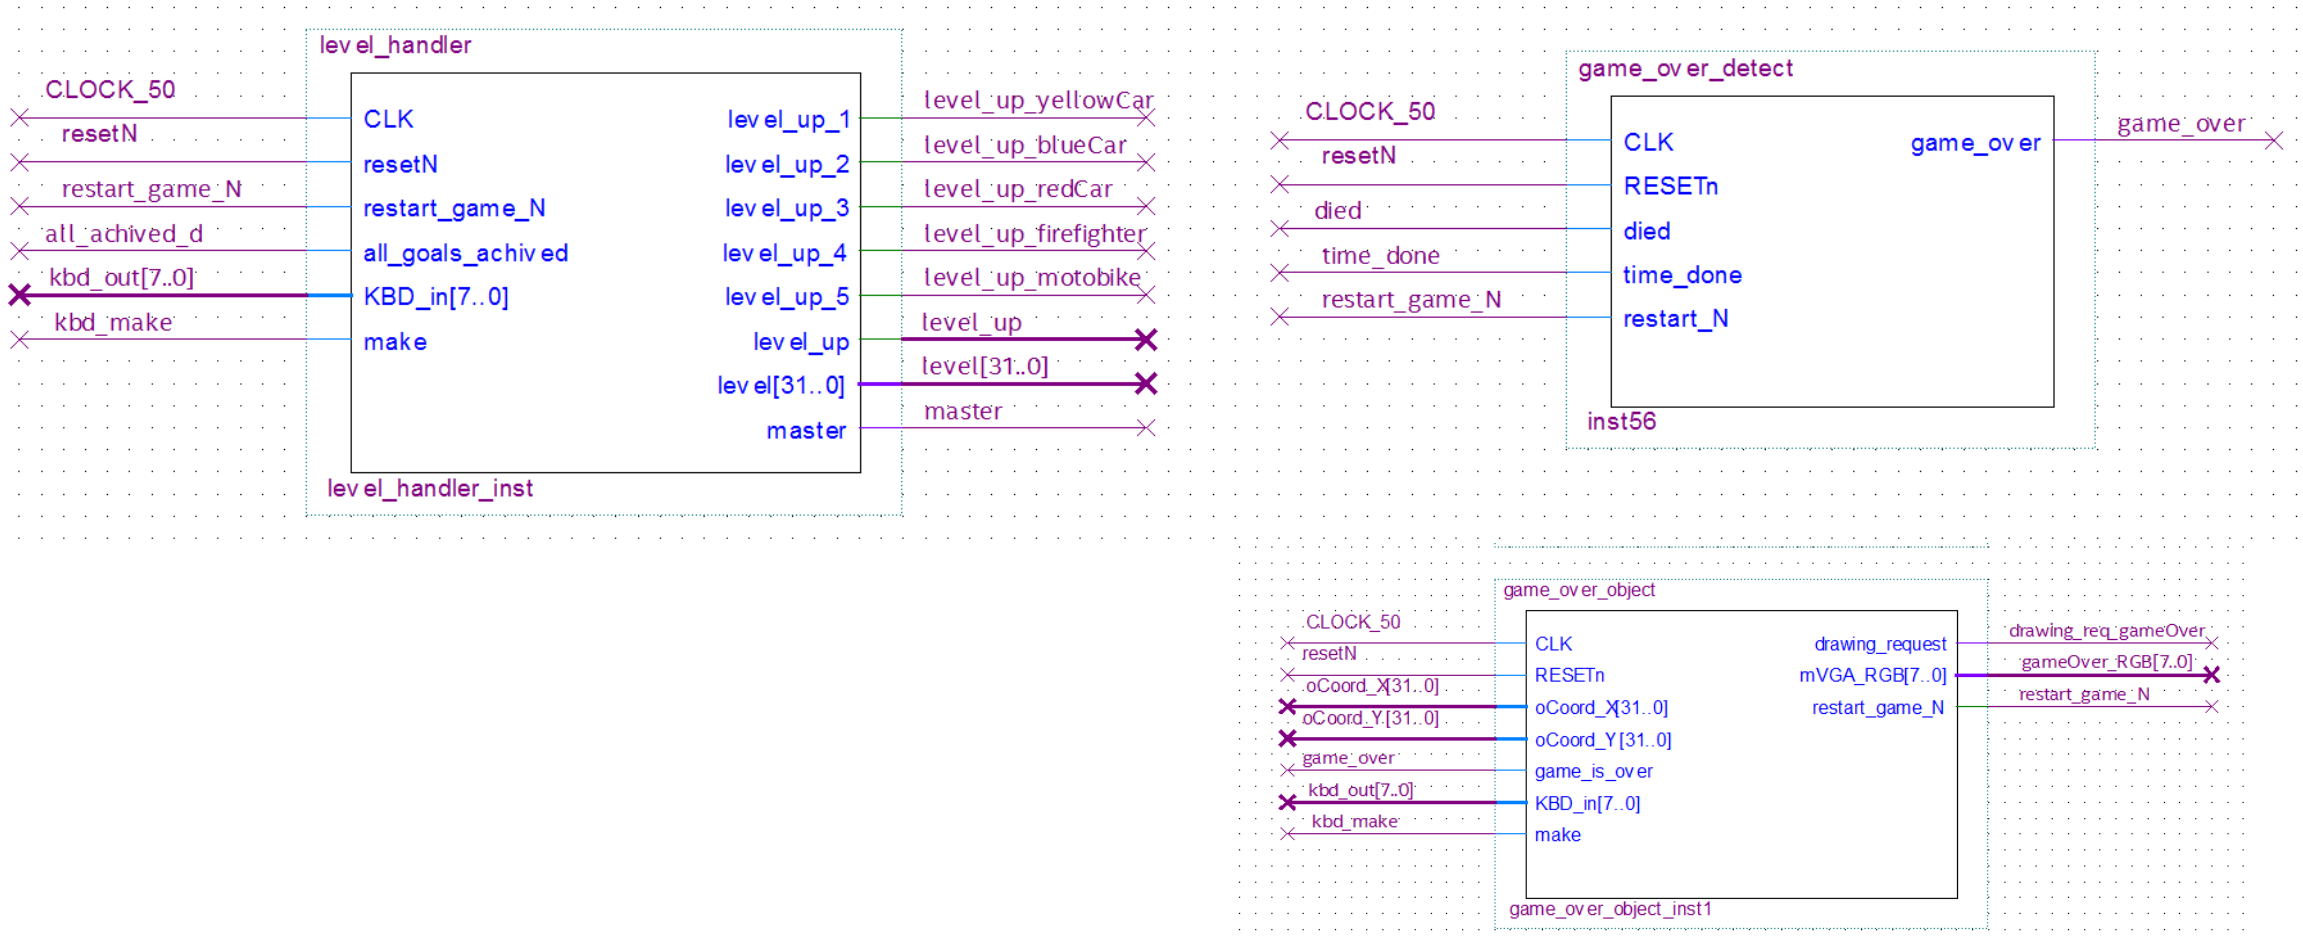 level_handler
CLOCK_50
CLK
level_up_1
level_up_yellowCar
resetN
resetN
level_up_2
level_up_blueCar
restart_game_N
restart_game_N
level_up_3
level_up_redCar
all_achived_d
all_goals_achived
level_up_4
level_up_firefighter
kbd_out[7..0]
KBD_in[7..0]
level_up_5
level_up_motobike
kbd_make
make
level_up
level_up
level[31..0]
level[31..0]
master
master
level_handler_inst
game_over_detect
CLOCK_50
CLK
game_over
game_over
resetN
RESETn
died
died
time_done
time_done
restart_game_N
restart_N
inst56
game_over_object
CLOCK_50
CLK
drawing_request
drawing_req_gameOver
resetN
RESETn
mVGA_RGB[7..0]
gameOver_RGB[7..0]
oCoord_X[31..0]
oCoord_X[31..0]
restart_game_N
restart_game_N
oCoord_Y[31..0]
oCoord_Y[31..0]
game_over
game_is_over
kbd_out[7..0]
KBD_in[7..0]
kbd_make
make
game_over_object_inst1